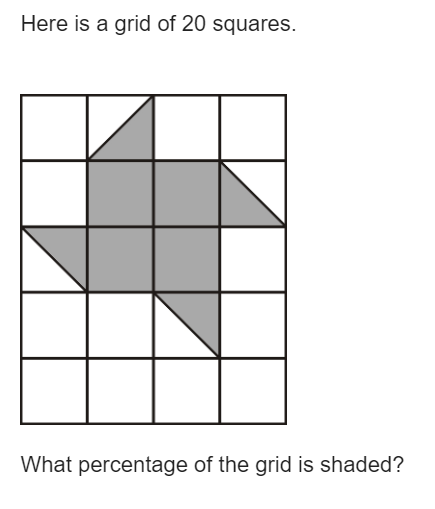 Here is a grid of 20 squares.
What percentage of the grid is shaded?